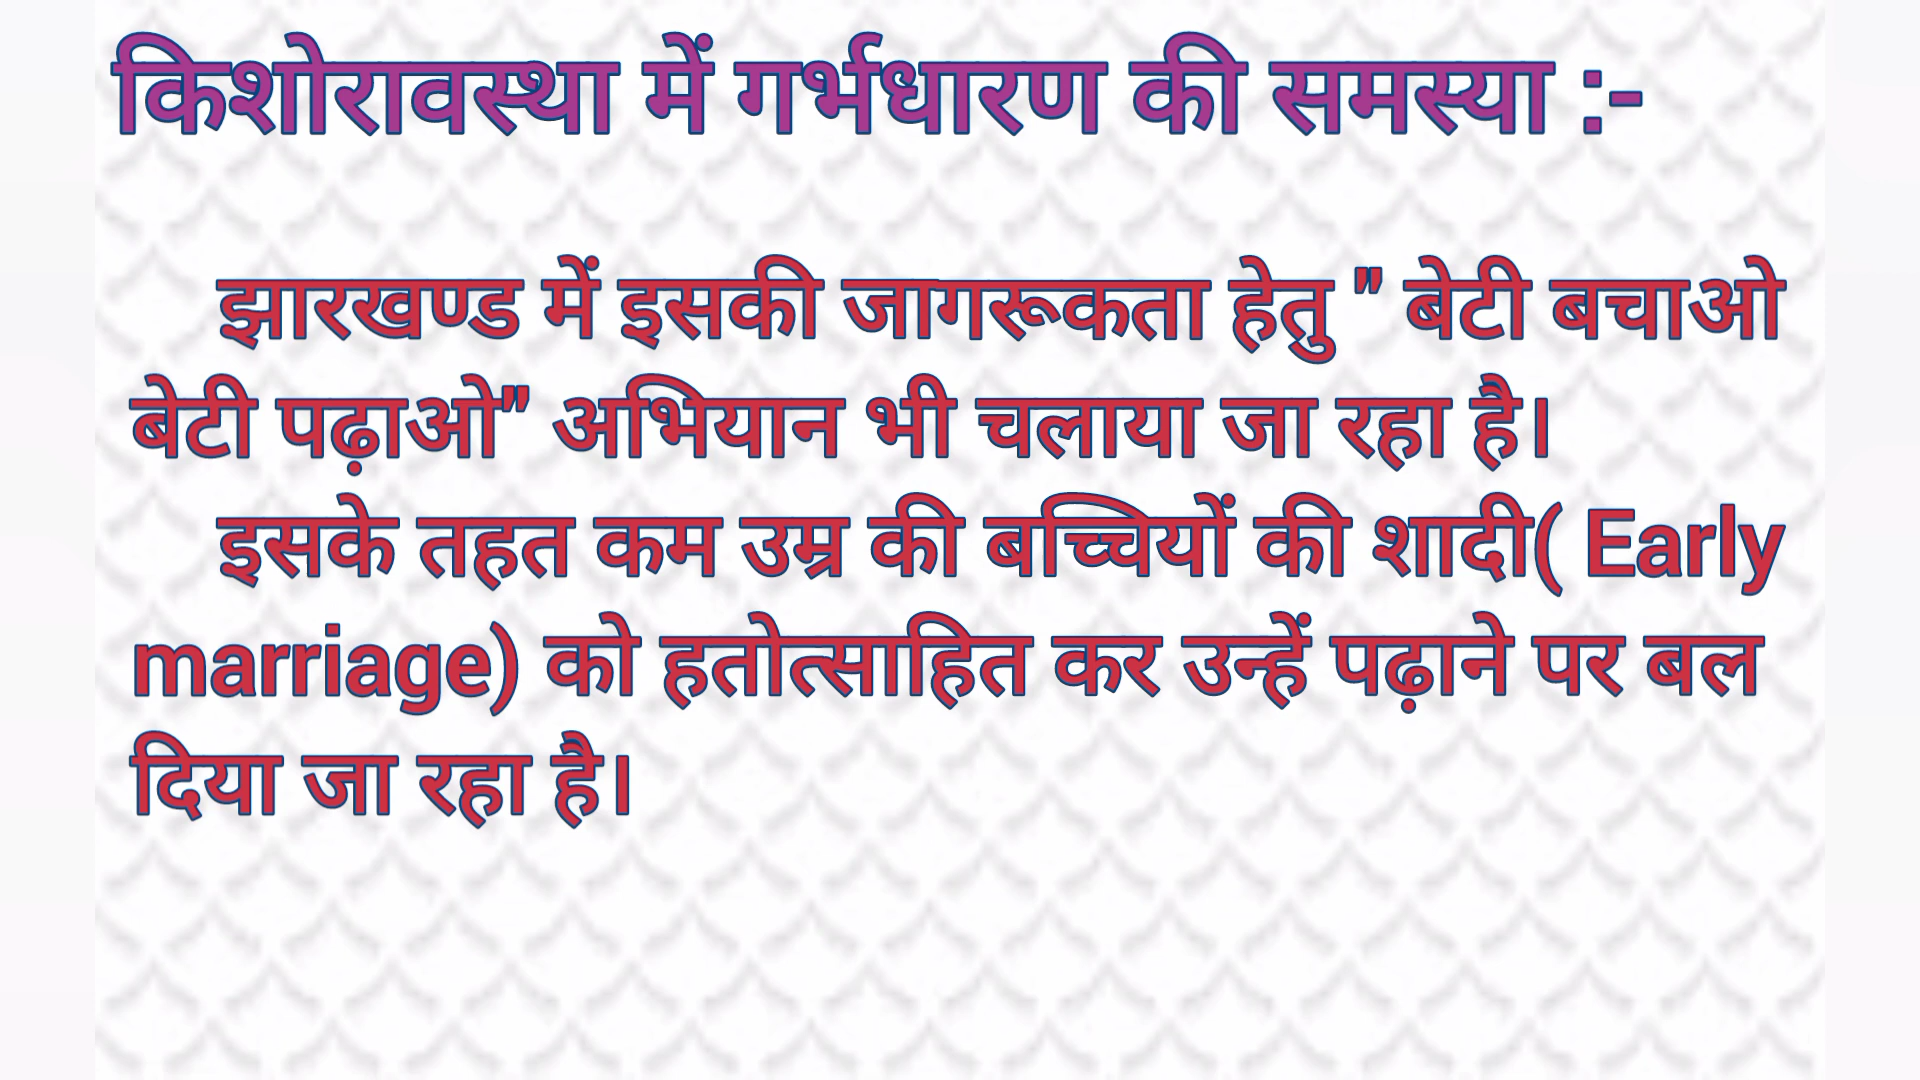 किशोरावस्था में गर्भधारण की समस्या :-
झारखण्ड में इसकी जागरूकता हेतु " बेटी बचाओ
बेटी पढ़ाओ" अभियान भी चलाया जा रहा है।
इसके तहत कम उम्र की बच्चियों की शादी( Early
marriage) को हतोत्साहित कर उन्हें पढ़ाने पर बल
दिया जा रहा है।